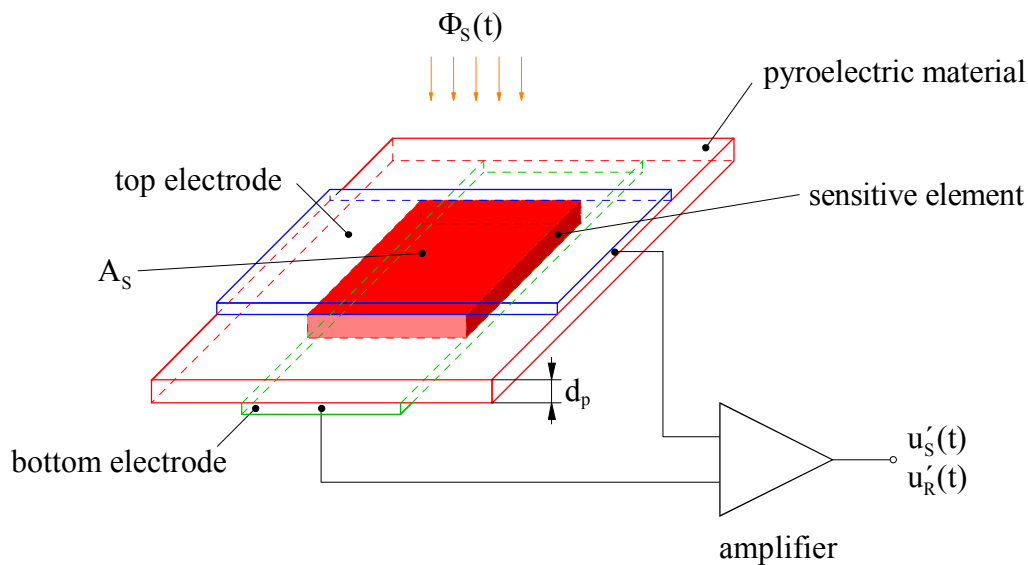 Φ_S(t)
pyroelectric material
top electrode
sensitive element
A_S
d_p
bottom electrode
u´_S(t)
u´_R(t)
amplifier